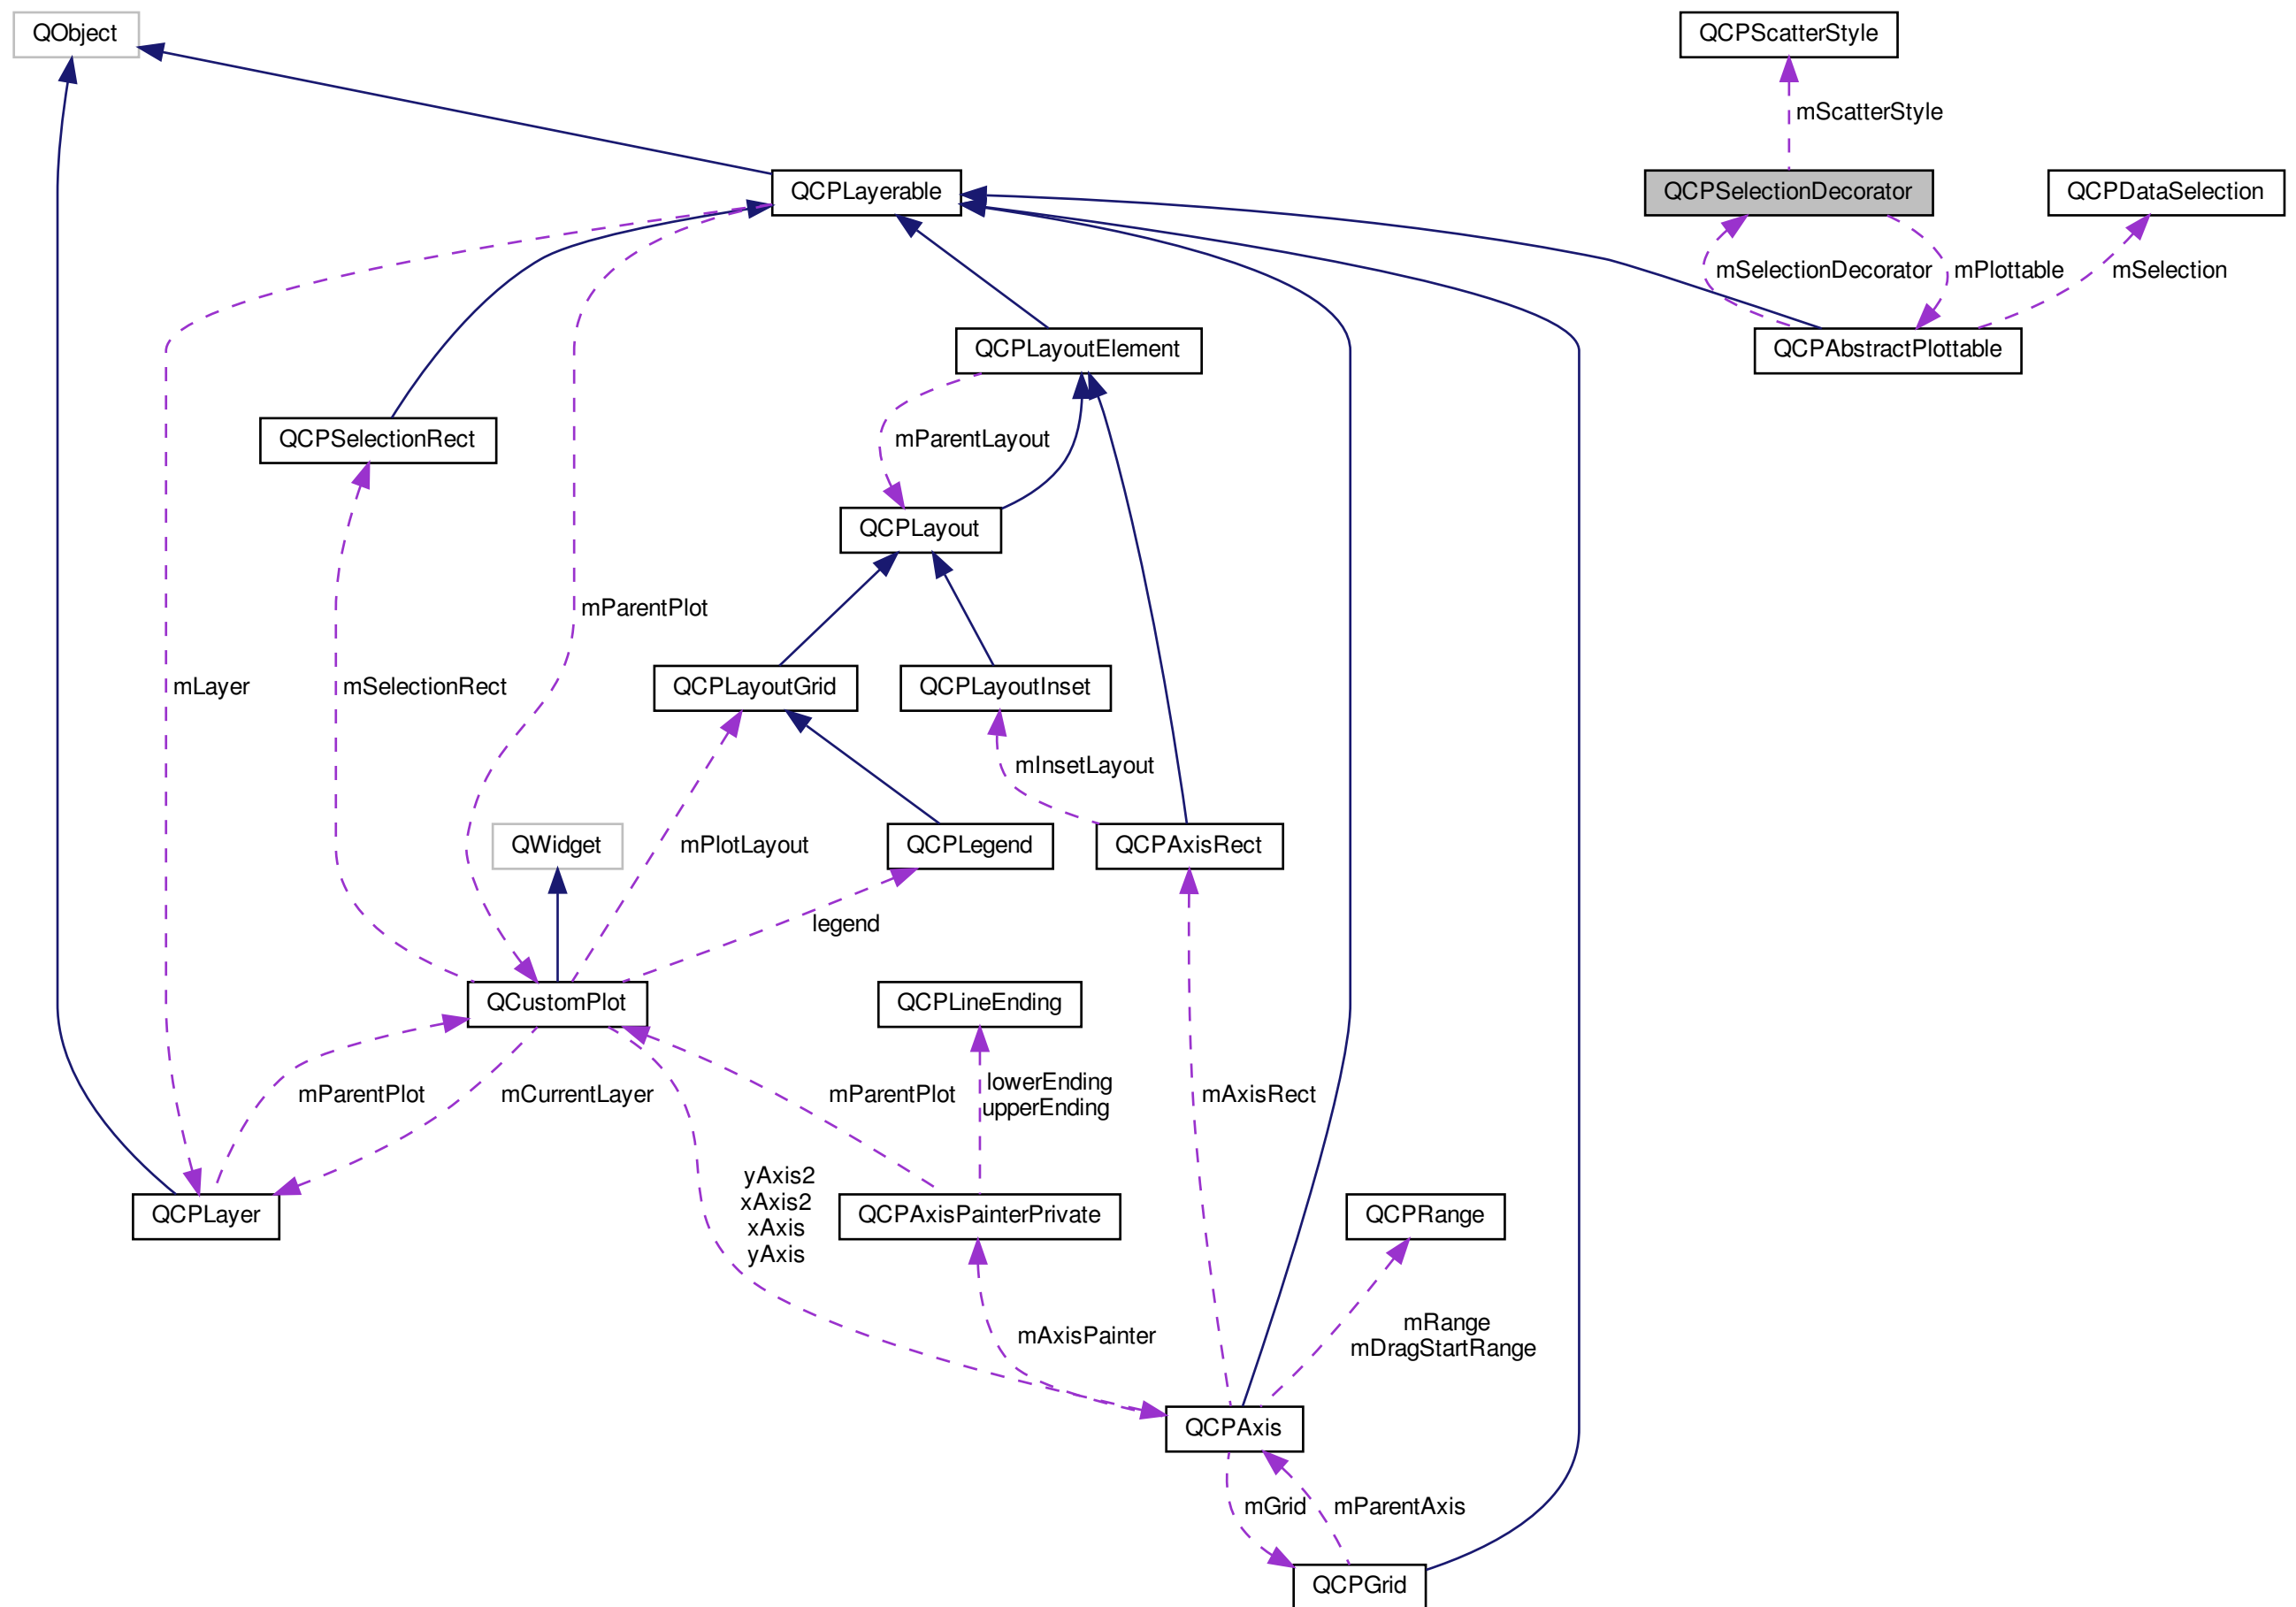 QObject
QCPScatterStyle
mScatterStyle
QCPLayerable
QCPSelectionDecorator
QCPDataSelection
mSelectionDecorator
mPlottable
mSelection
QCPLayoutElement
QCPAbstractPlottable
QCPSelectionRect
mParentLayout
QCPLayout
mParentPlot
mLayer
mSelectionRect
QCPLayoutGrid
QCPLayoutInset
mInsetLayout
QWidget
mPlotLayout
QCPLegend
QCPAxisRect
legend
QCustomPlot
QCPLineEnding
mParentPlot
mCurrentLayer
mParentPlot
lowerEnding
upperEnding
mAxisRect
yAxis2
xAxis2
xAxis
yAxis
QCPLayer
QCPAxisPainterPrivate
QCPRange
mAxisPainter
mRange
mDragStartRange
QCPAxis
mGrid
mParentAxis
QCPGrid